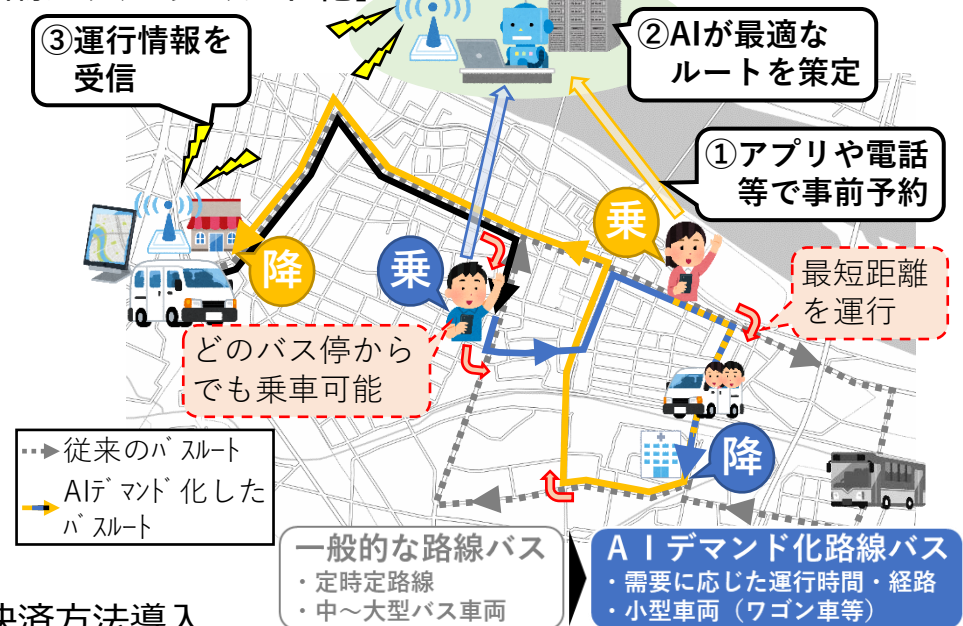 ③運行情報を
受信
②AIが最適な
ルートを策定
①アプリや電話
等で事前予約
乗
降
乗
最短距離
を運行
どのバス停から
でも乗車可能
降
従来のバスルート
AIデマンド化した
バスルート
一般的な路線バス
・定時定路線
・中～大型バス車両
AIデマンド化路線バス
・需要に応じた運行時間・経路
・小型車両（ワゴン車等）
決済方法導入